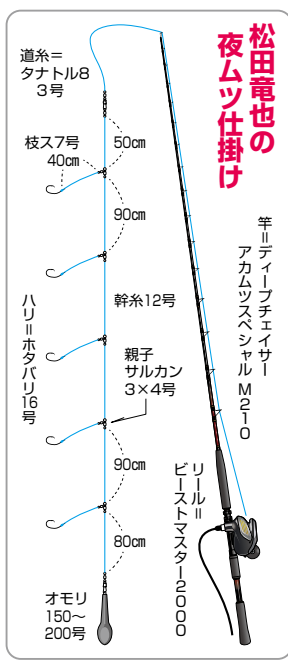 松田竜也の
夜ムツ仕掛け
道糸＝
タナトル8
3号
50㎝
枝ス7号
40㎝
90㎝
幹糸12号
ハリ＝ホタバリ16号
親子
サルカン
3×4号
90㎝
80㎝
オモリ
150〜
200号
竿＝ディープチェイサー
アカムツスペシャル M210
リール＝
ビーストマスター2000